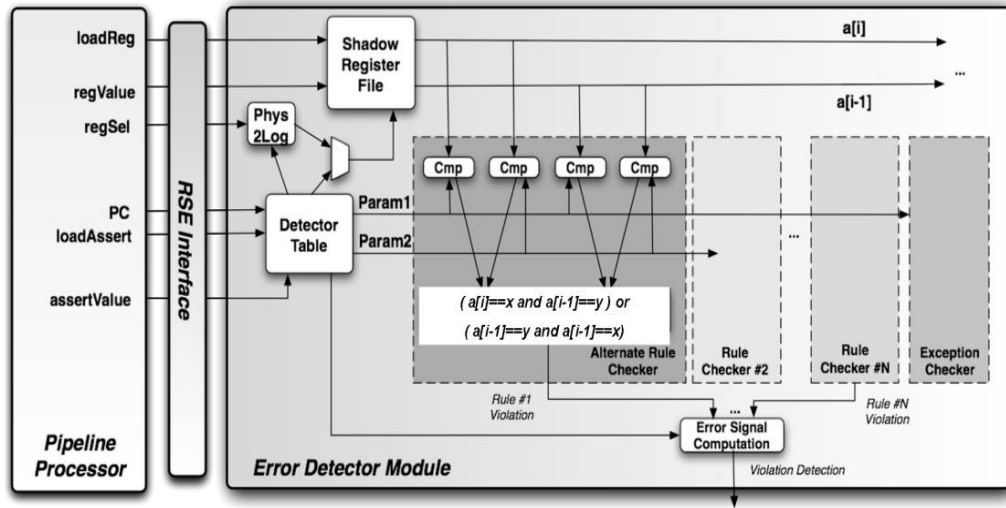 loadReg
regValue
regSel
PC
loadAssert
assertValue
Pipeline
Processor
RSE Interface
Shadow
Register
File
Phys
2Log
Detector
Table
Param1
Param2
a[i]
...
a[i-1]
Cmp
Cmp
Cmp
Cmp
( a[i]==x and a[i-1]==y ) or
( a[i-1]==y and a[i-1]==x)
Alternate Rule
Checker
Rule
Checker #2
...
Rule
Checker #N
Exception
Checker
Rule #1
Violation
...
Rule #N
Violation
Error Signal
Computation
Violation Detection
Error Detector Module